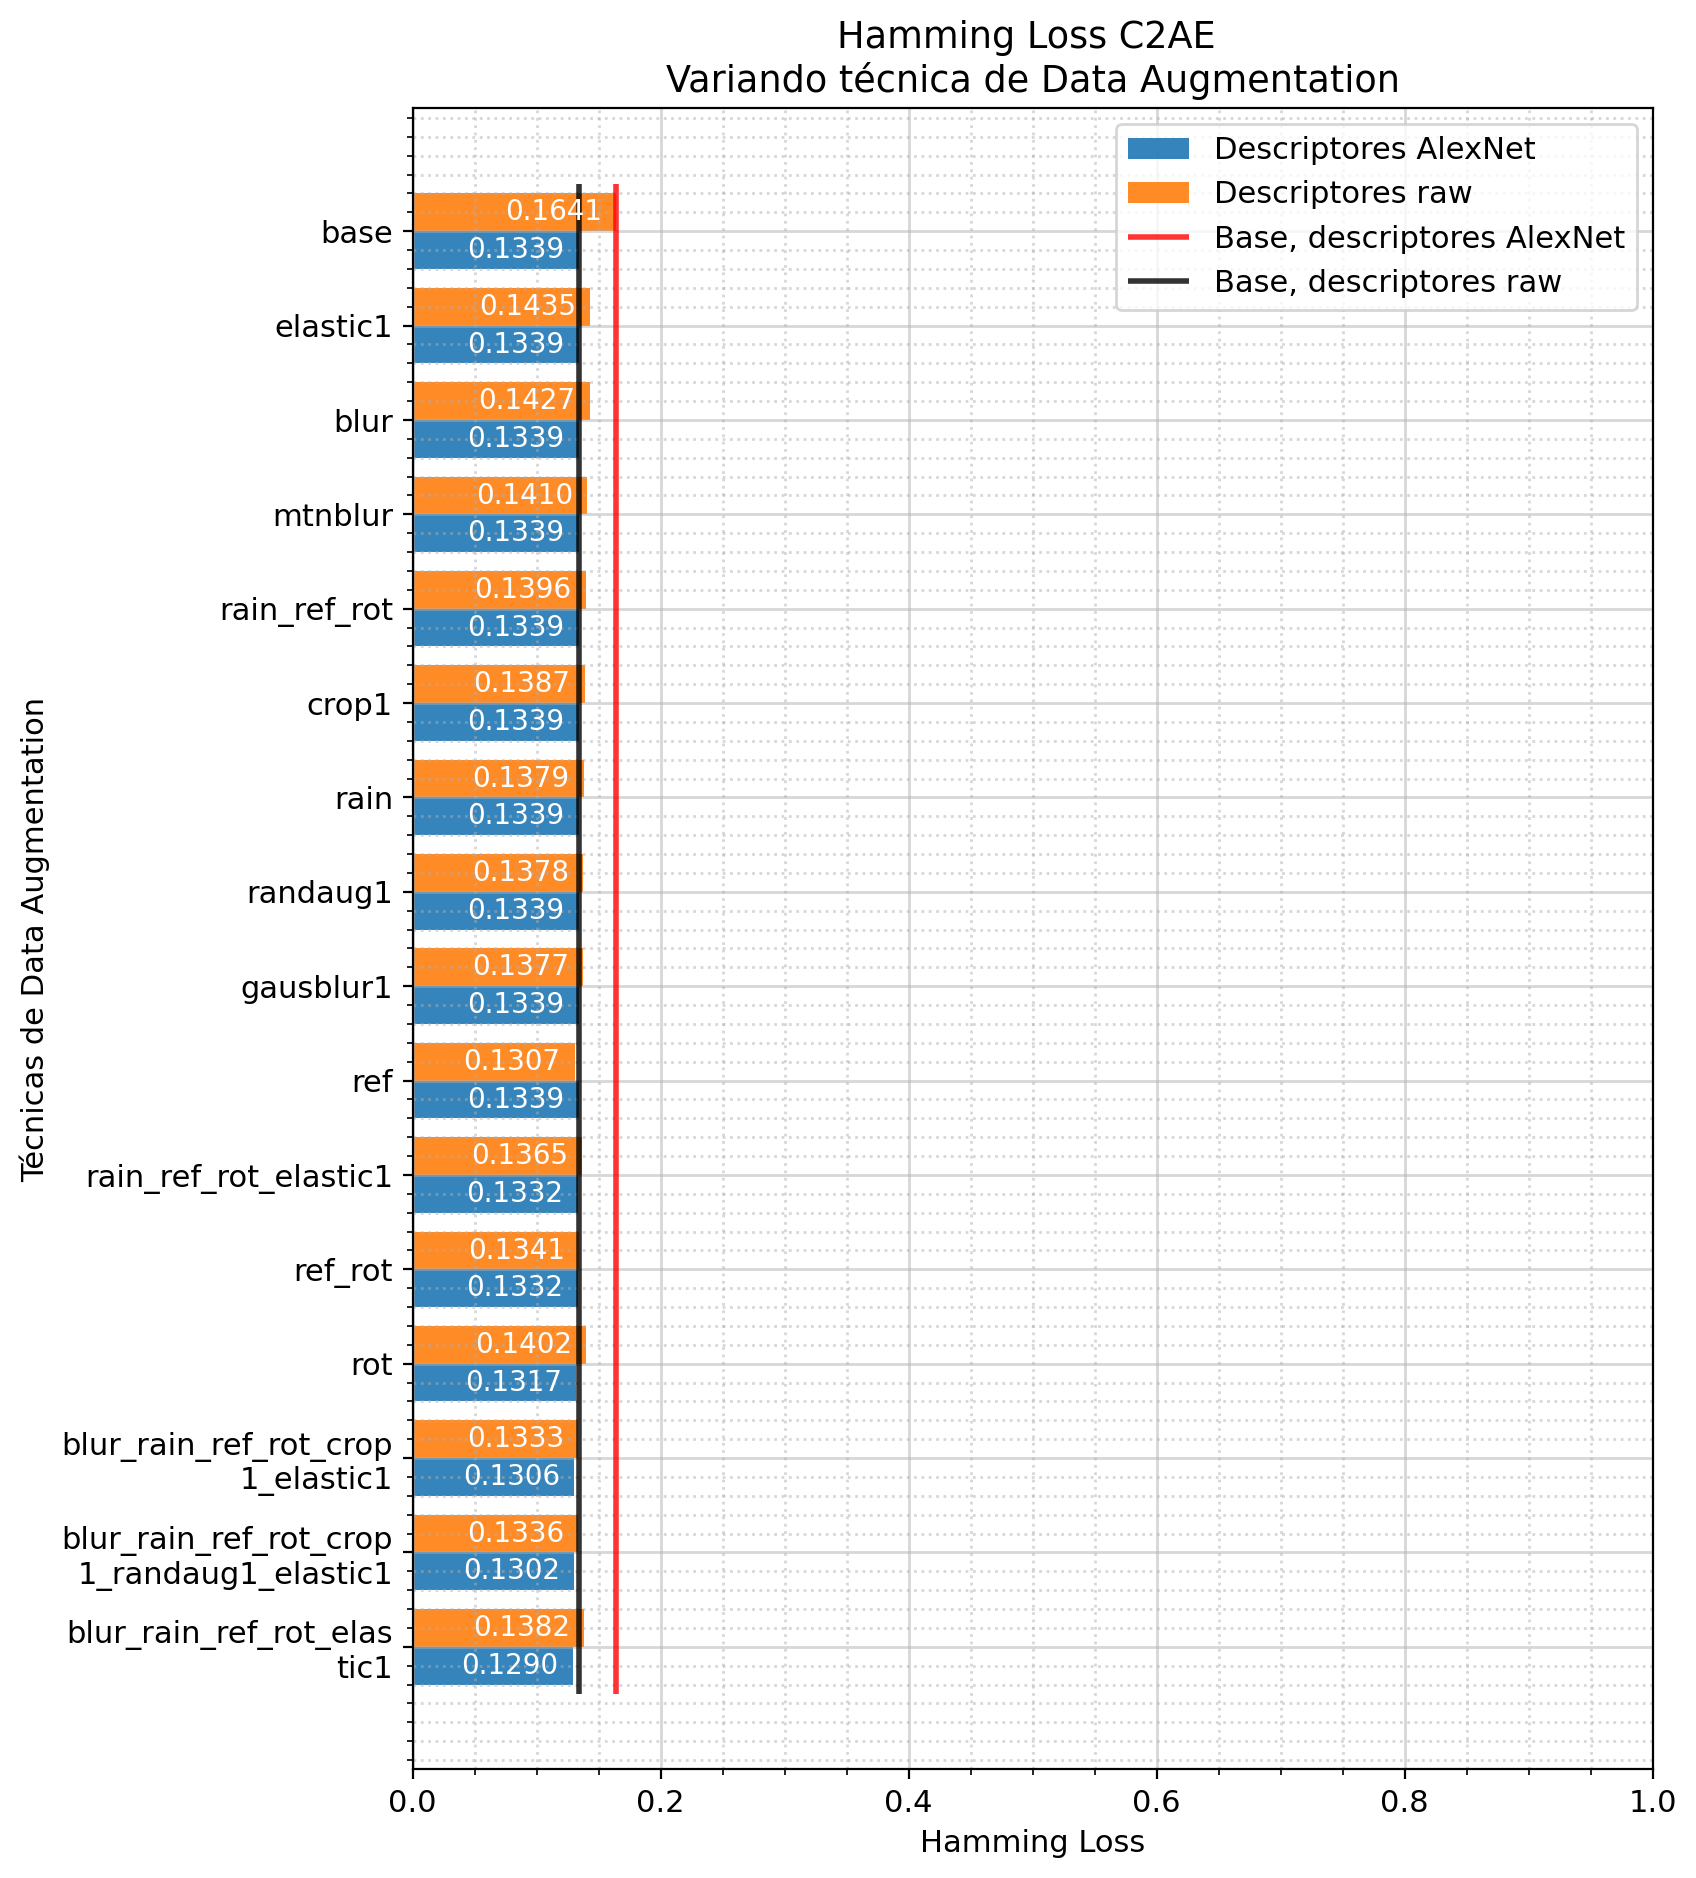 Hamming Loss C2AE
Variando técnica de Data Augmentation
Descriptores AlexNet
Descriptores raw
Base, descriptores AlexNet
Base, descriptores raw
Técnicas de Data Augmentation
base
0.1641
0.1339
elastic1
0.1435
0.1339
blur
0.1427
0.1339
mtnblur
0.1410
0.1339
rain_ref_rot
0.1396
0.1339
crop1
0.1387
0.1339
rain
0.1379
0.1339
randaug1
0.1378
0.1339
gausblur1
0.1377
0.1339
ref
0.1307
0.1339
rain_ref_rot_elastic1
0.1365
0.1332
ref_rot
0.1341
0.1332
rot
0.1402
0.1317
blur_rain_ref_rot_crop
1_elastic1
0.1333
0.1306
blur_rain_ref_rot_crop
1_randaug1_elastic1
0.1336
0.1302
blur_rain_ref_rot_elas
tic1
0.1382
0.1290
0.0 0.2 0.4 0.6 0.8 1.0
Hamming Loss